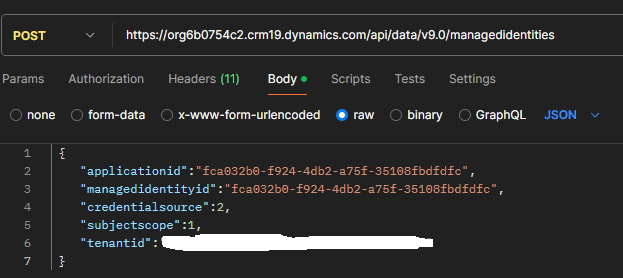 POST https://org6b0754c2.crm19.dynamics.com/api/data/v9.0/managedidentities
Params Authorization Headers (11) Body Scripts Tests Settings
none form-data x-www-form-urlencoded raw binary GraphQL JSON
1 {
2 "applicationid":"fca032b0-f924-4db2-a75f-35108fbdfdfc",
3 "managedidentityid":"fca032b0-f924-4db2-a75f-35108fbdfdfc",
4 "credentialsource":2,
5 "subjectscope":1,
6 "tenantid":
7 }